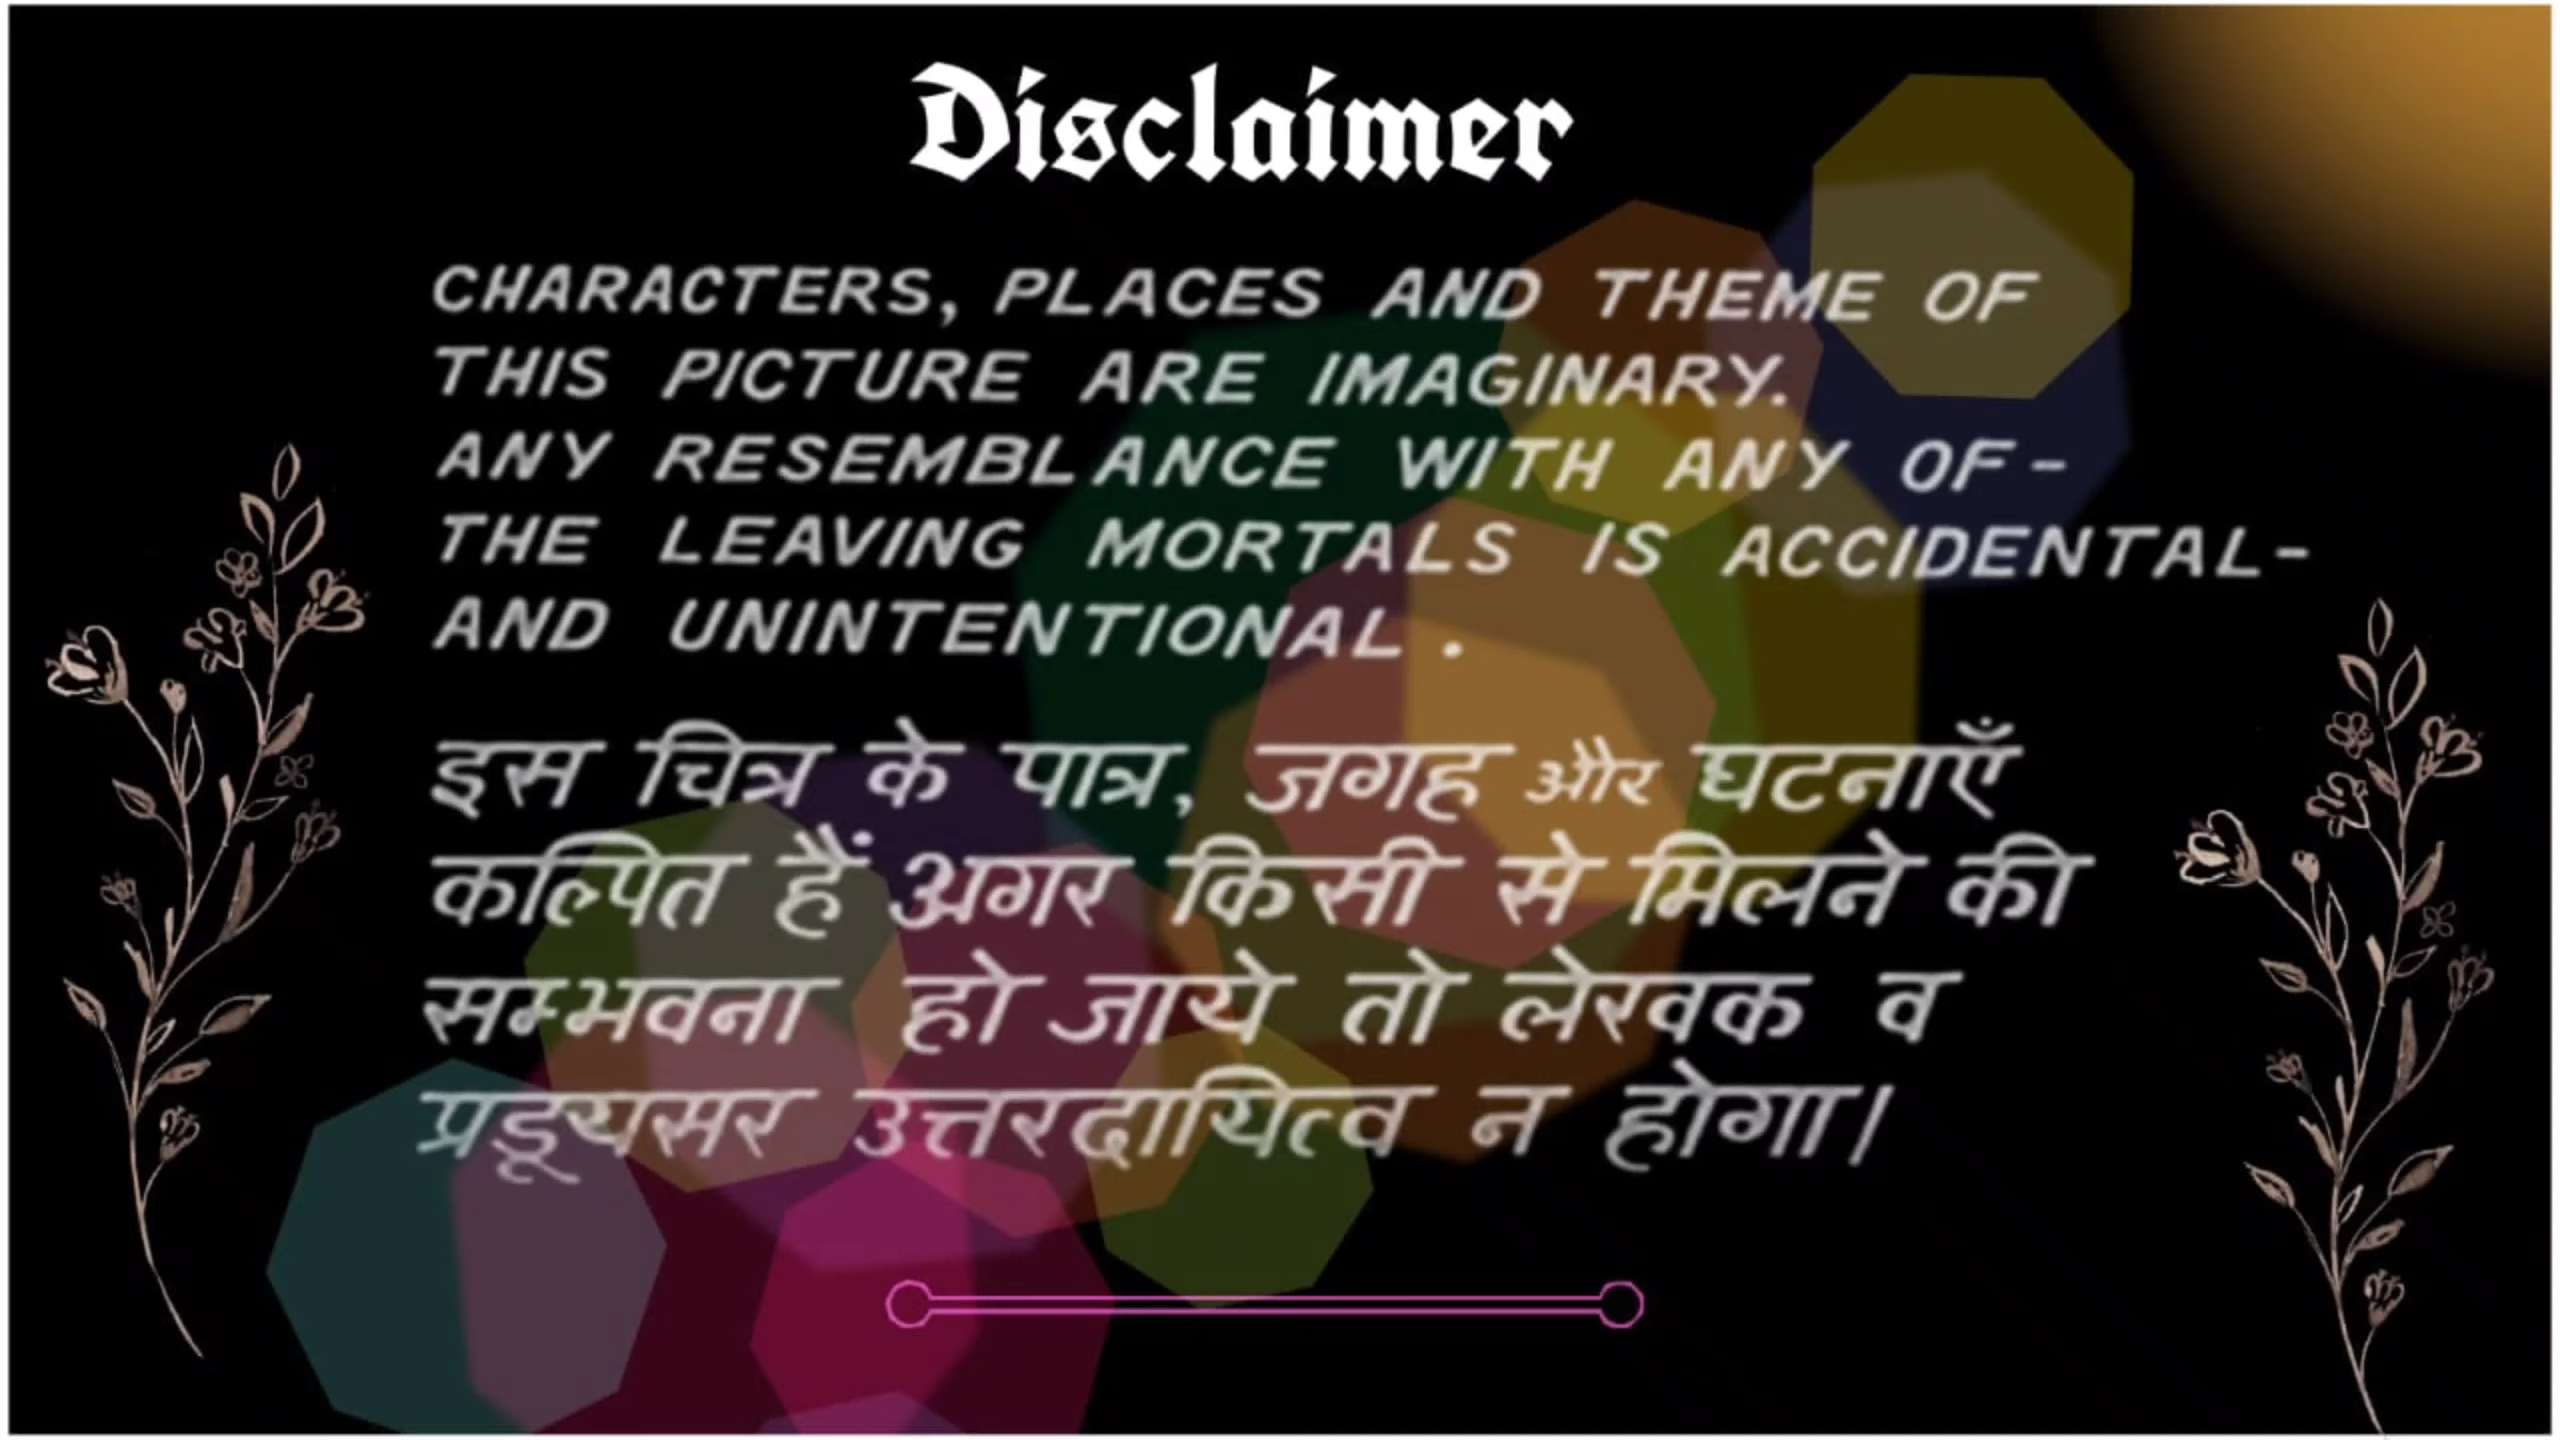 Disclaimer
CHARACTERS, PLACES AND THEME OF
THIS PICTURE ARE IMAGINARY.
ANY RESEMBLANCE WITH ANY OF-
THE LEAVING MORTALS IS ACCIDENTAL-
AND UNINTENTIONAL.
इस चित्र के पात्र, जगह और घटनाएँ
कल्पित हैं अगर किसी से मिलने की
सम्भवना हो जाये तो लेखक व
प्रडूयसर उत्तरदायित्व न होगा।